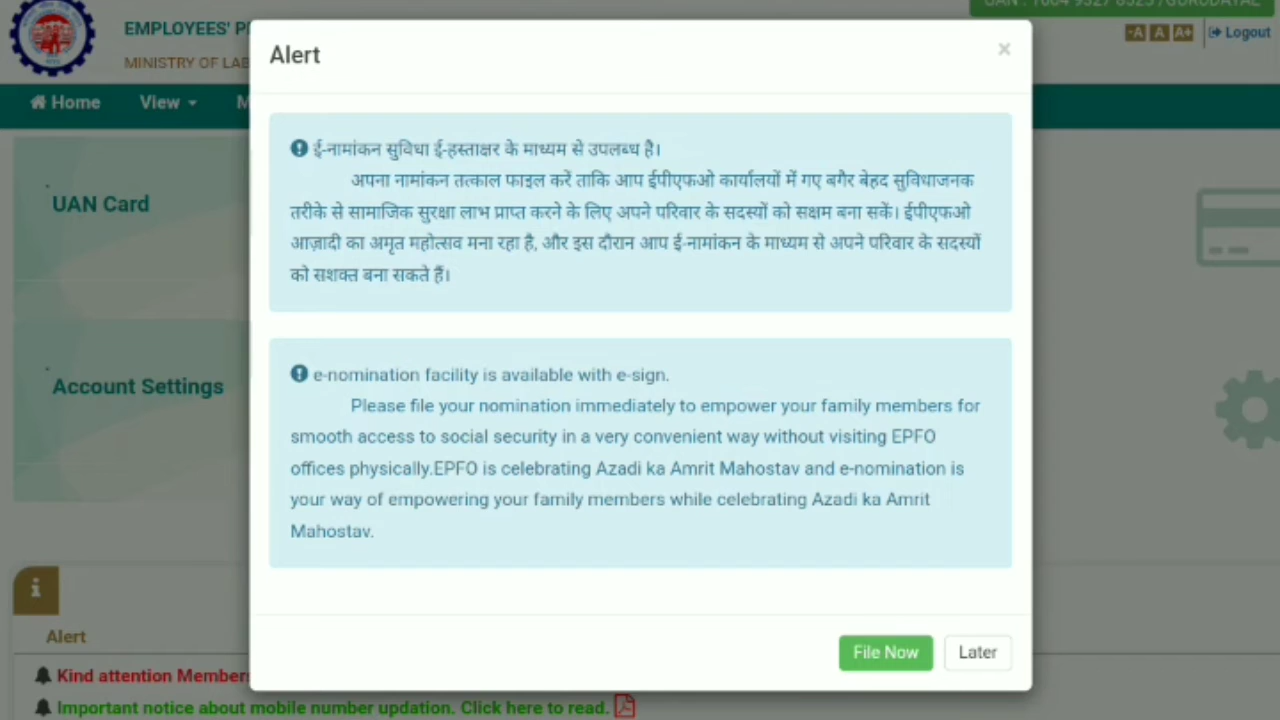 EMPLOYEES' P
MINISTRY OF LAB
-A A A+ Logout
Home View M
Alert
×
ई-नामांकन सुविधा ई-हस्ताक्षर के माध्यम से उपलब्ध है।
अपना नामांकन तत्काल फाइल करें ताकि आप ईपीएफओ कार्यालयों में गए बगैर बेहद सुविधाजनक
तरीके से सामाजिक सुरक्षा लाभ प्राप्त करने के लिए अपने परिवार के सदस्यों को सक्षम बना सकें। ईपीएफओ
आज़ादी का अमृत महोत्सव मना रहा है, और इस दौरान आप ई-नामांकन के माध्यम से अपने परिवार के सदस्यों
को सशक्त बना सकते हैं।
e-nomination facility is available with e-sign.
Please file your nomination immediately to empower your family members for
smooth access to social security in a very convenient way without visiting EPFO
offices physically.EPFO is celebrating Azadi ka Amrit Mahostav and e-nomination is
your way of empowering your family members while celebrating Azadi ka Amrit
Mahostav.
File Now Later
UAN Card
Account Settings
Alert
Kind attention Members
Important notice about mobile number updation. Click here to read.